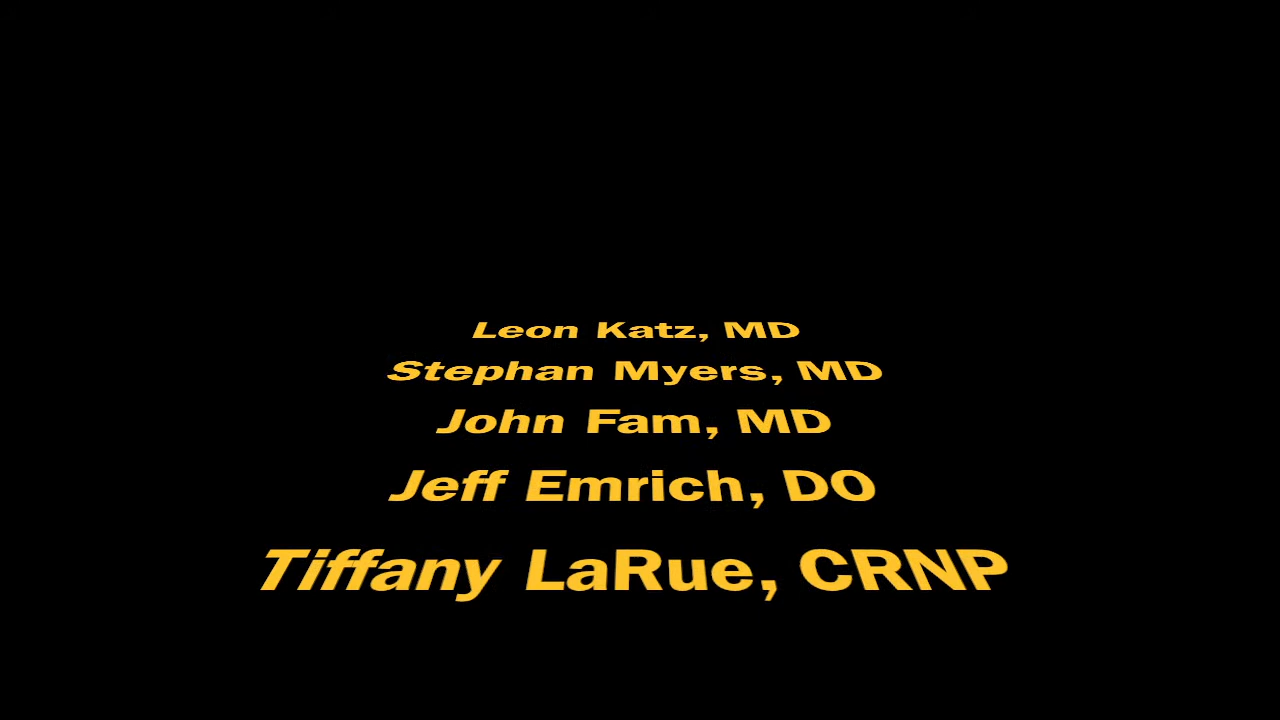 Leon Katz, MD
Stephan Myers, MD
John Fam, MD
Jeff Emrich, DO
Tiffany LaRue, CRNP